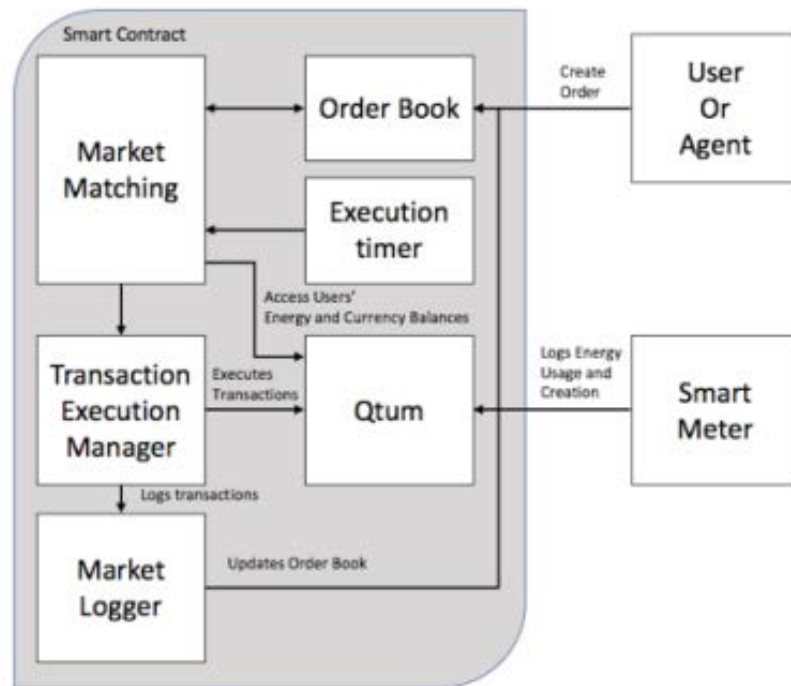 Smart Contract
Market
Matching
Order Book
Create
Order
User
Or
Agent
Execution
timer
Access Users'
Energy and Currency Balances
Transaction
Execution
Manager
Executes
Transactions
Qtum
Logs Energy
Usage and
Creation
Smart
Meter
Logs transactions
Market
Logger
Updates Order Book